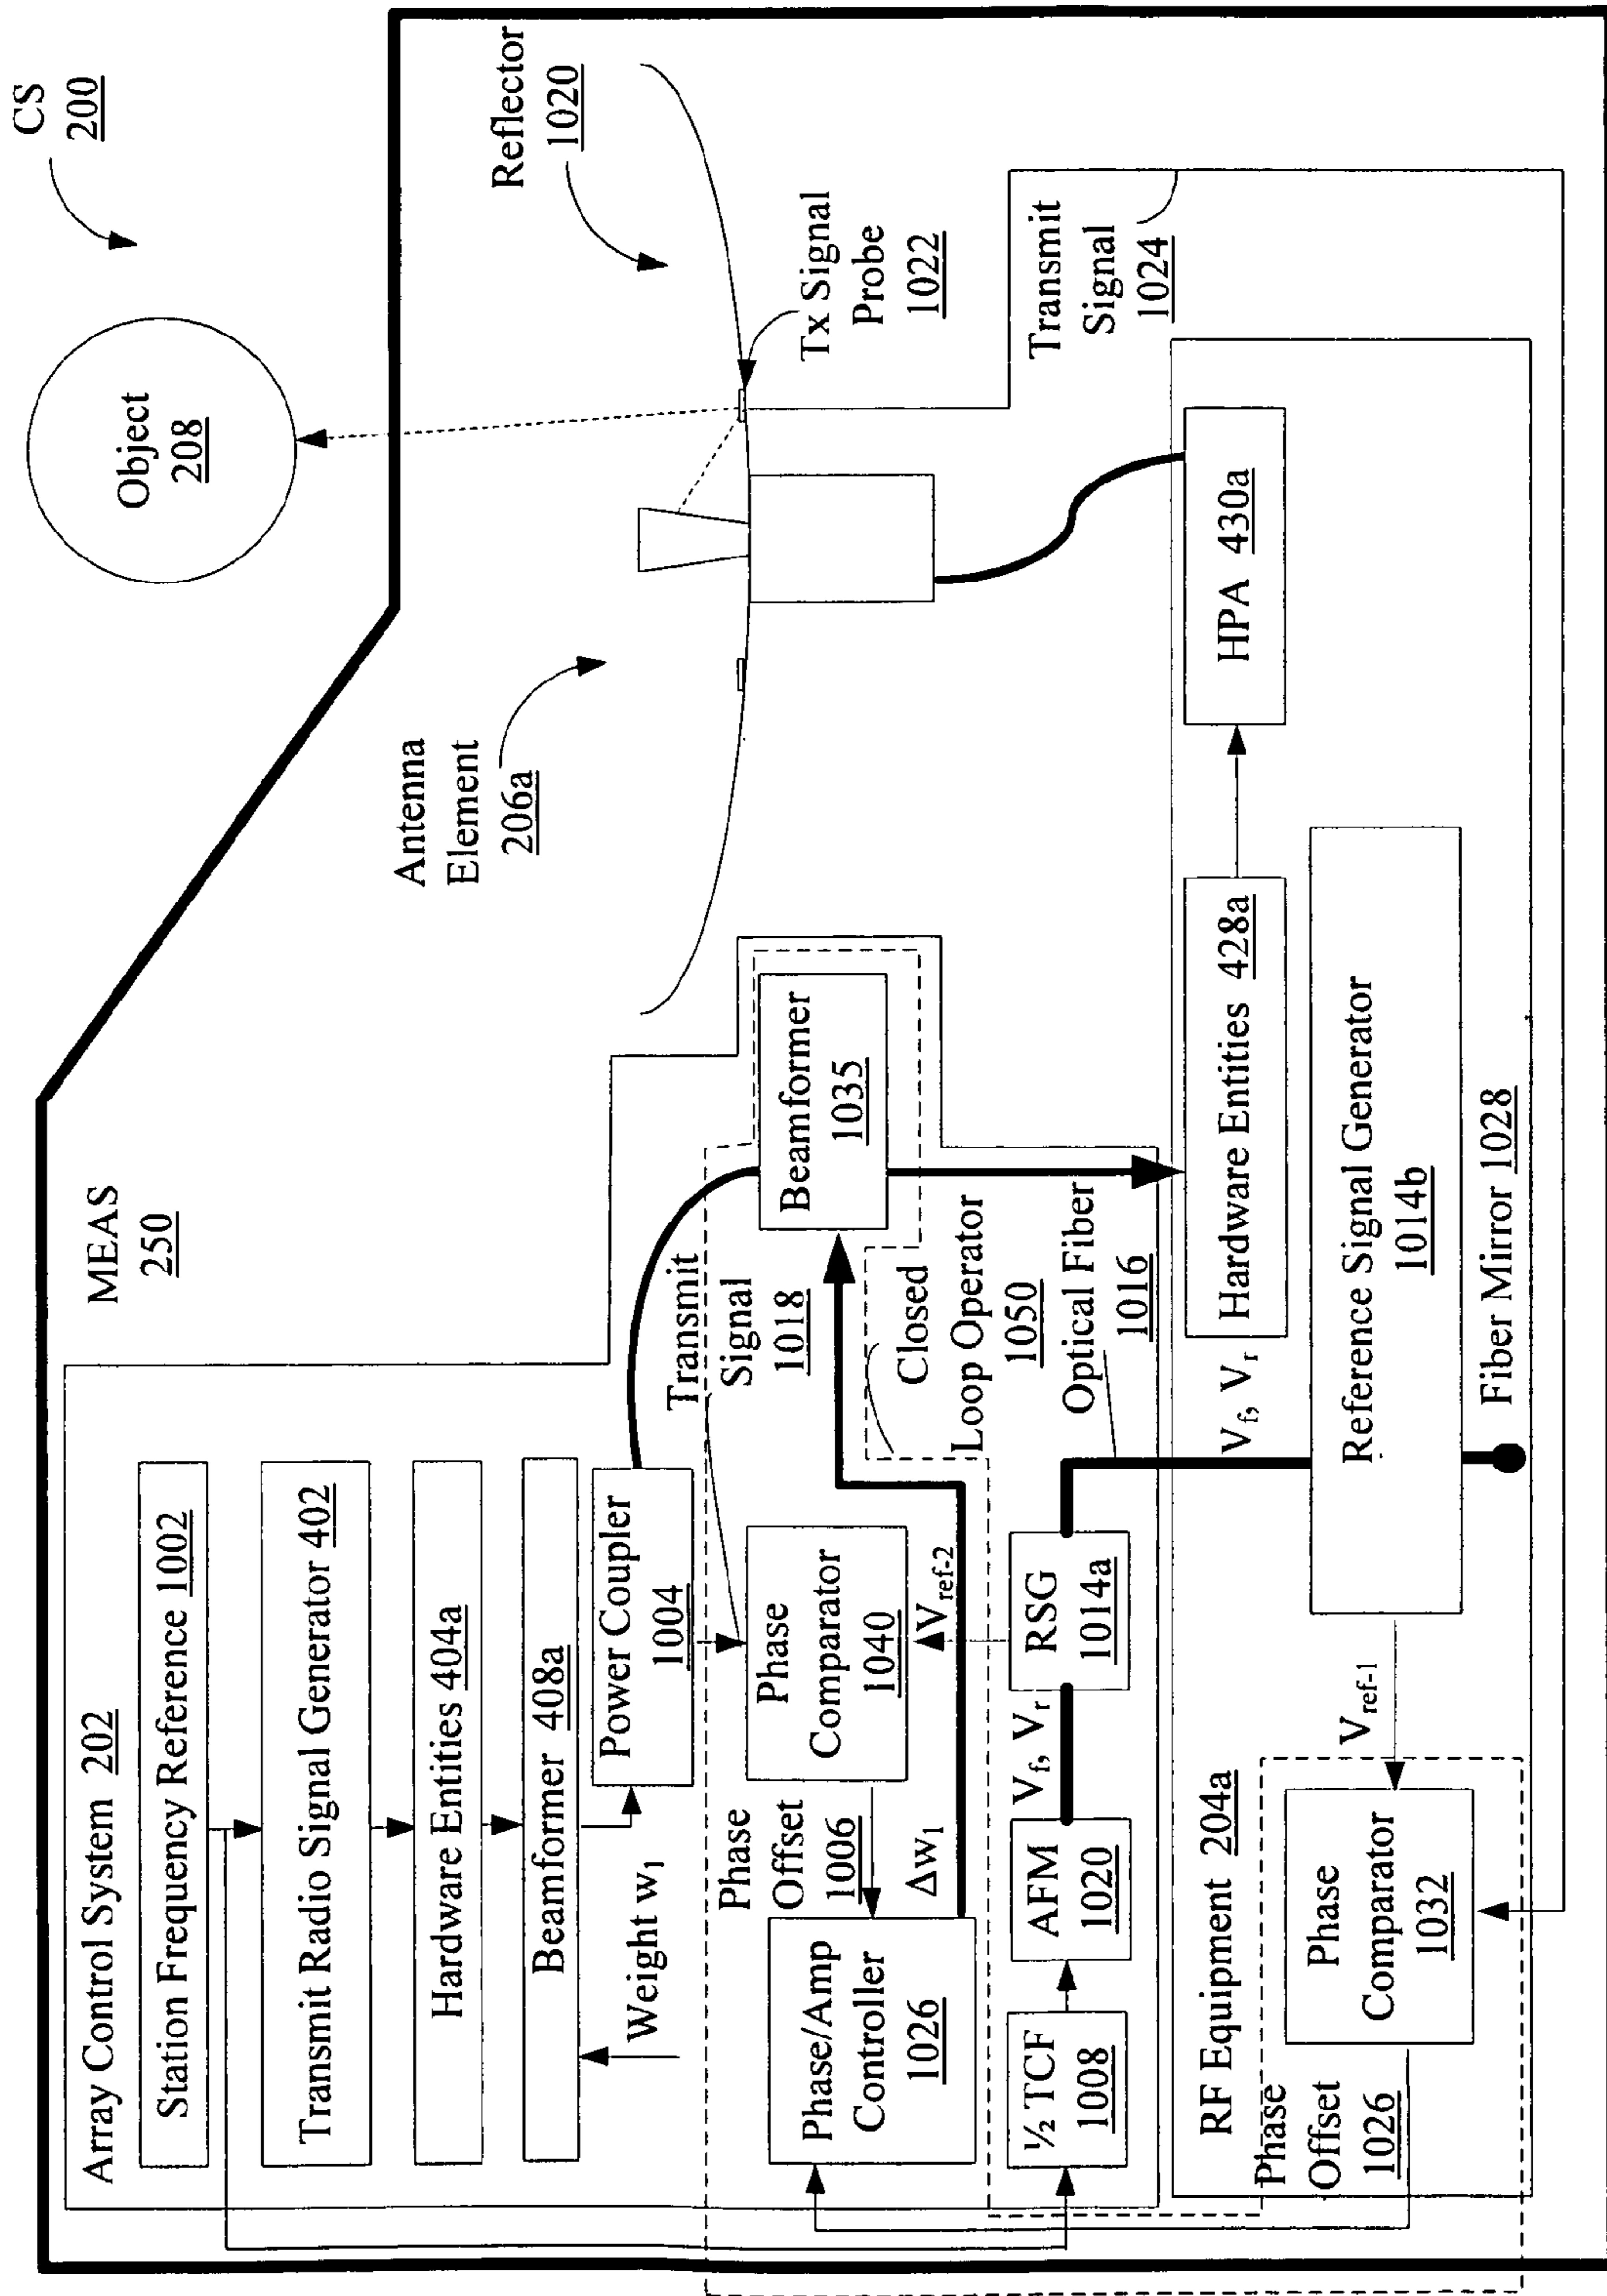 CS
200
Object
208
MEAS
250
Reflector
1020
Antenna
Element
206a
Tx Signal
Probe
1022
Transmit
Signal
1024
Array Control System 202
Station Frequency Reference 1002
Transmit Radio Signal Generator 402
Hardware Entities 404a
Beamformer 408a
Weight w1
Power Coupler
1004
Transmit
Signal
1018
Beamformer
1035
Phase
Comparator
1040
Phase
Offset
1006
Phase/Amp
Controller
1026
Δw1
Vref-2
Closed
Loop Operator
1050
Optical Fiber
1016
½ TCF
1008
AFM
1020
Vf, Vr
RSG
1014a
Vf, Vr
Hardware Entities 428a
HPA 430a
Reference Signal Generator
1014b
Fiber Mirror 1028
Vref-1
RF Equipment 204a
Phase
Comparator
1032
Phase
Offset
1026